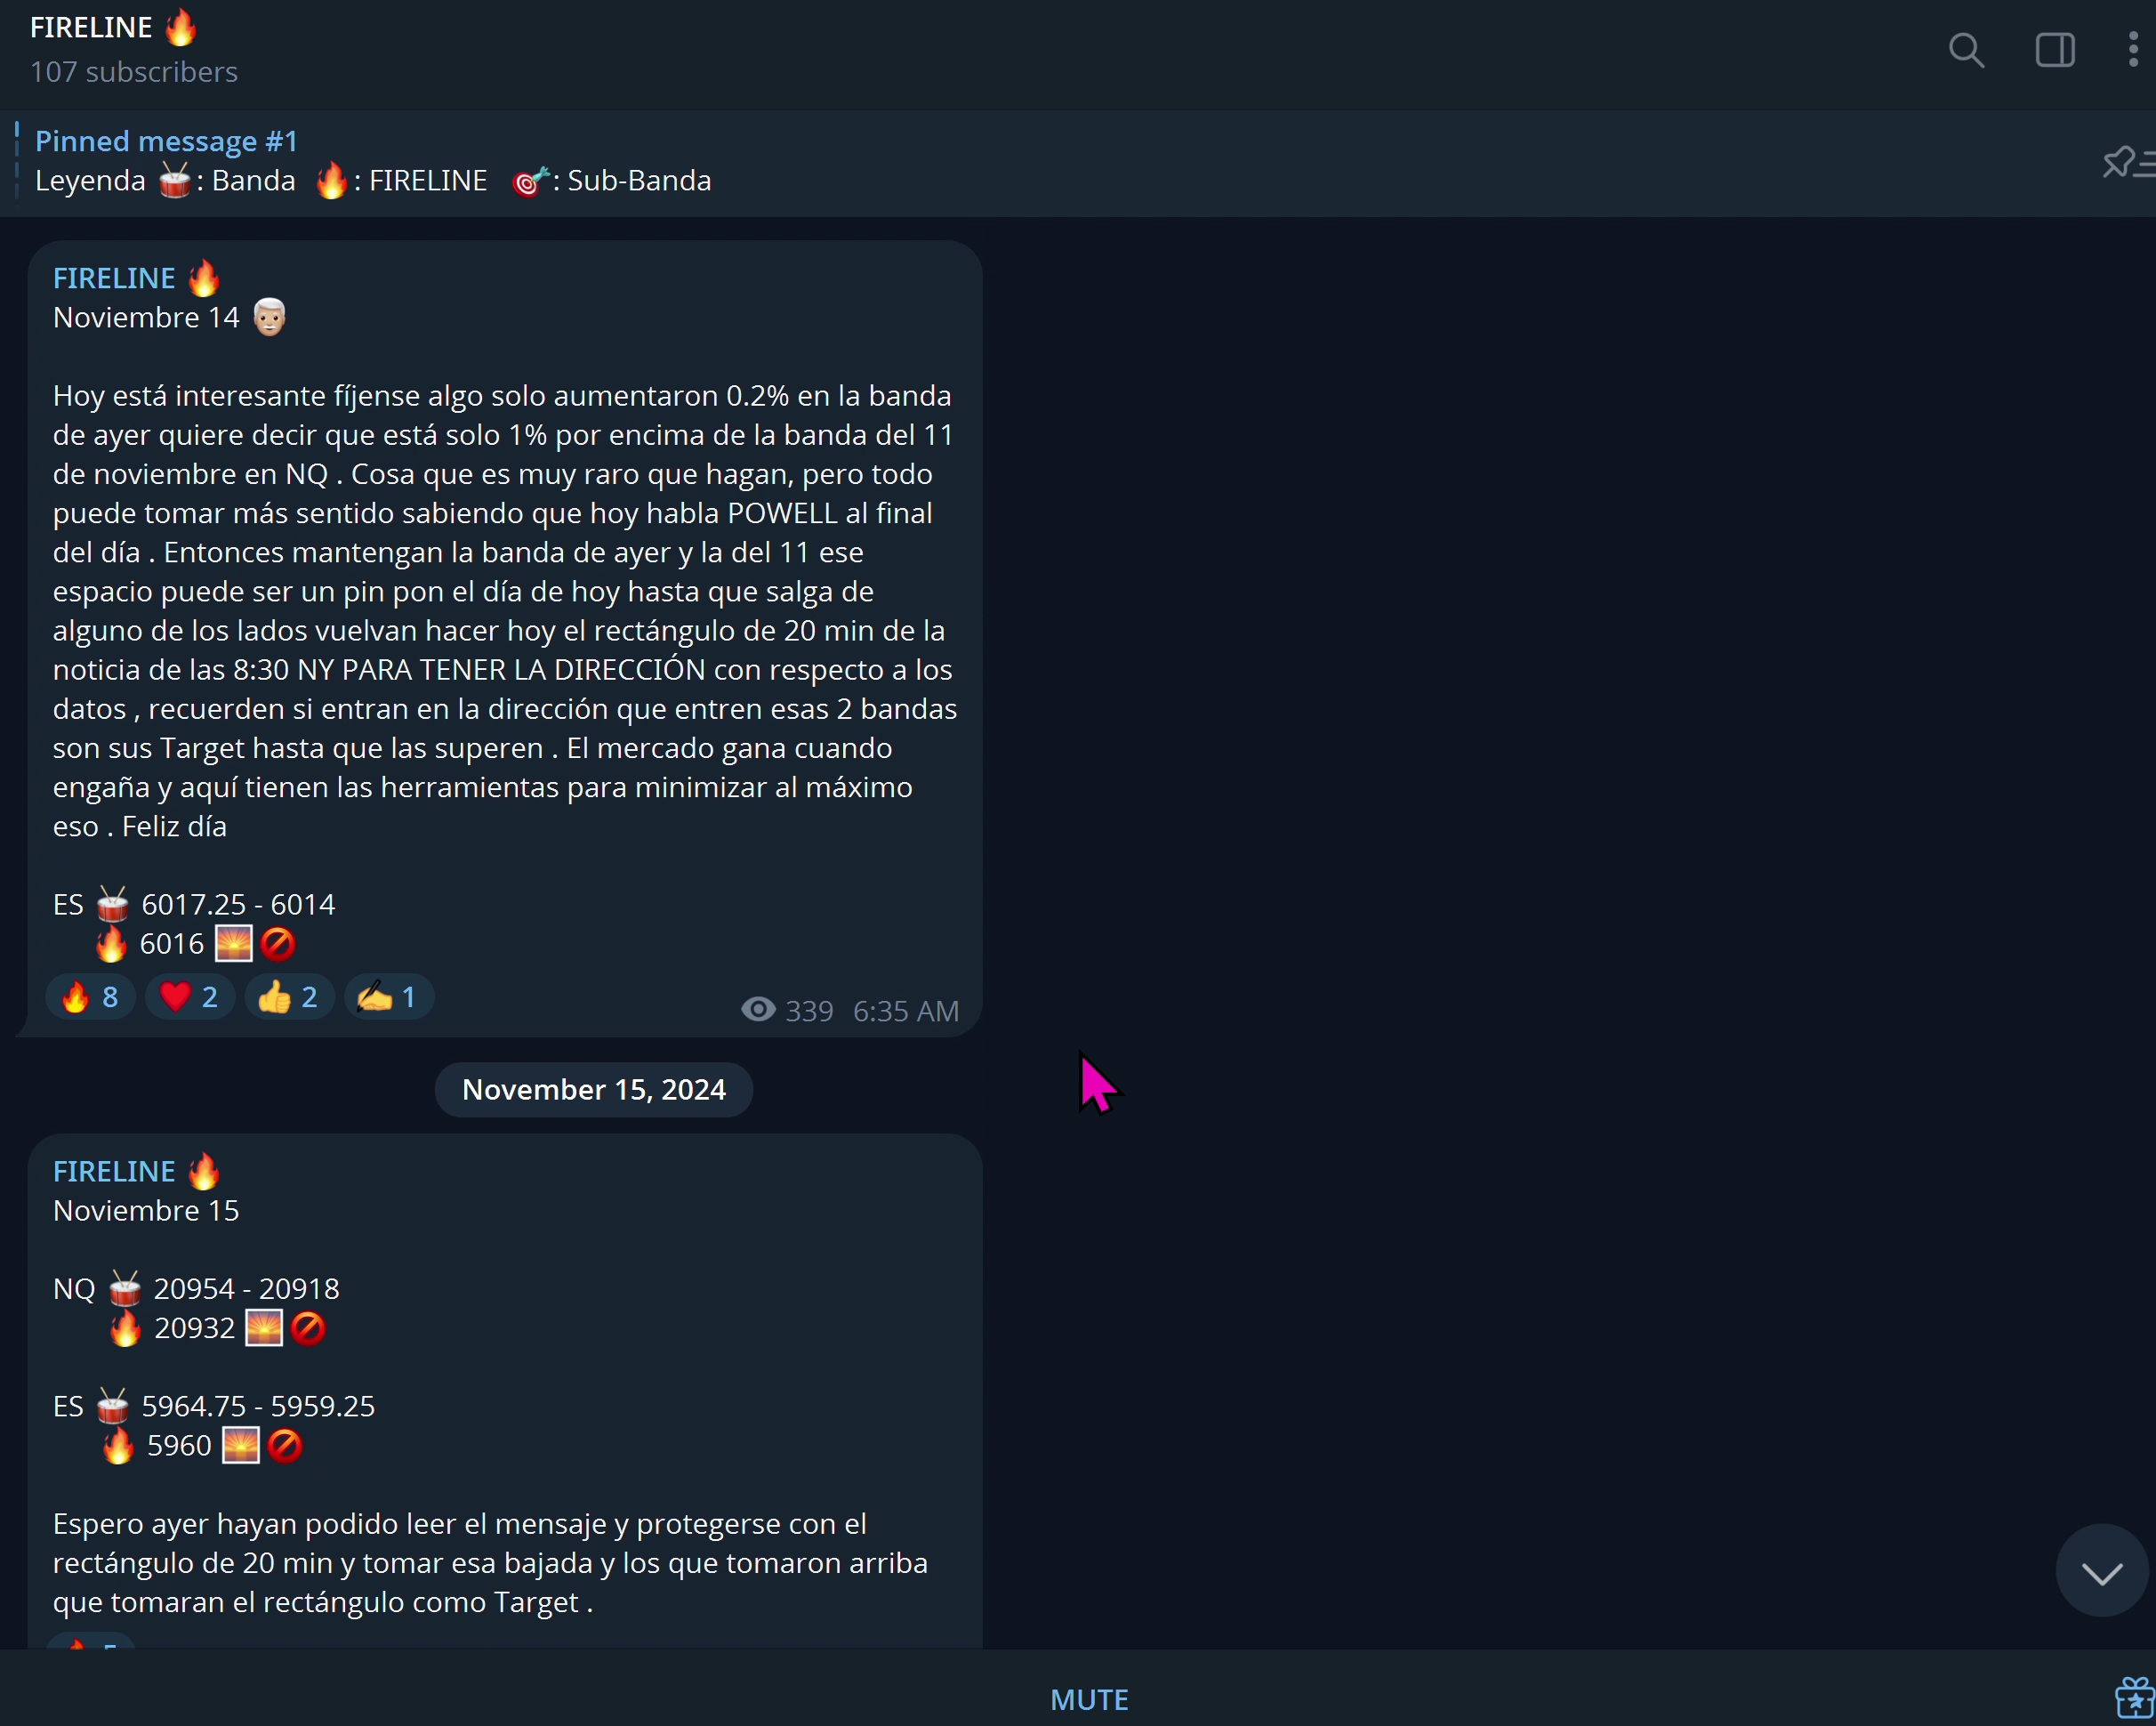 FIRELINE 🔥
107 subscribers
Pinned message #1
Leyenda 🥁: Banda 🔥: FIRELINE 🎯: Sub-Banda
FIRELINE 🔥
Noviembre 14 👨🏼‍🦳
Hoy está interesante fíjense algo solo aumentaron 0.2% en la banda
de ayer quiere decir que está solo 1% por encima de la banda del 11
de noviembre en NQ . Cosa que es muy raro que hagan, pero todo
puede tomar más sentido sabiendo que hoy habla POWELL al final
del día . Entonces mantengan la banda de ayer y la del 11 ese
espacio puede ser un pin pon el día de hoy hasta que salga de
alguno de los lados vuelvan hacer hoy el rectángulo de 20 min de la
noticia de las 8:30 NY PARA TENER LA DIRECCIÓN con respecto a los
datos , recuerden si entran en la dirección que entren esas 2 bandas
son sus Target hasta que las superen . El mercado gana cuando
engaña y aquí tienen las herramientas para minimizar al máximo
eso . Feliz día
ES 🥁 6017.25 - 6014
🔥 6016 🌅🚫
🔥 8 ❤️ 2 👍 2 ✍️ 1
339 6:35 AM
November 15, 2024
FIRELINE 🔥
Noviembre 15
NQ 🥁 20954 - 20918
🔥 20932 🌅🚫
ES 🥁 5964.75 - 5959.25
🔥 5960 🌅🚫
Espero ayer hayan podido leer el mensaje y protegerse con el
rectángulo de 20 min y tomar esa bajada y los que tomaron arriba
que tomaran el rectángulo como Target .
MUTE